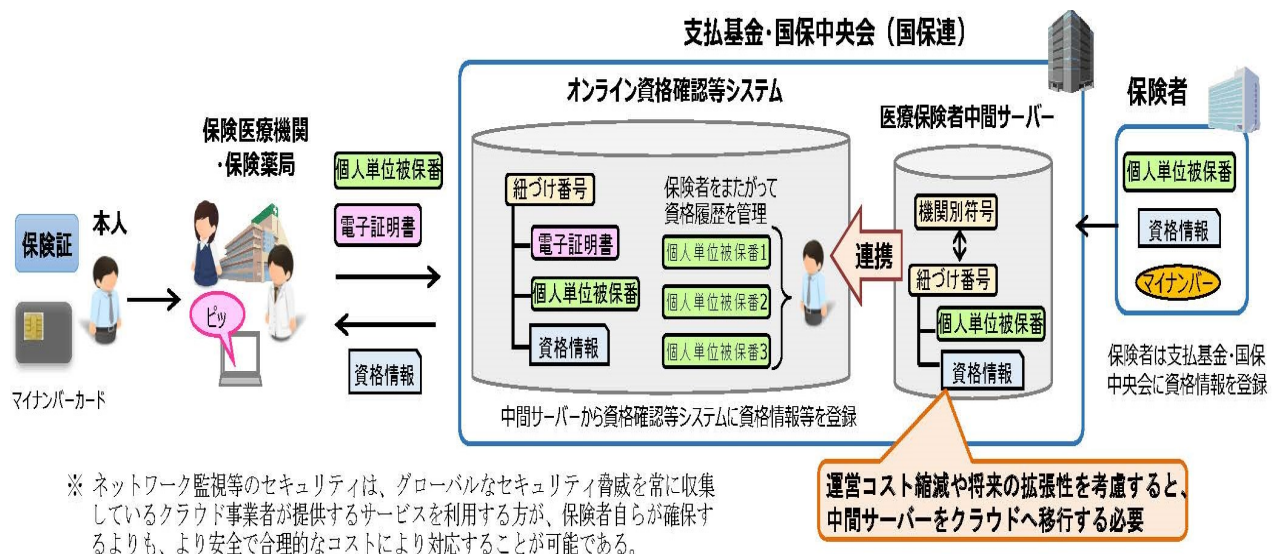 支払基金・国保中央会（国保連）
オンライン資格確認等システム
医療保険者中間サーバー
保険者
保険医療機関
・保険薬局
個人単位被保番
電子証明書
資格情報
本人
保険証
マイナンバーカード
ピッ
紐づけ番号
電子証明書
個人単位被保番
資格情報
保険者をまたがって
資格履歴を管理
個人単位被保番1
個人単位被保番2
個人単位被保番3
連携
機関別符号
紐づけ番号
個人単位被保番
資格情報
個人単位被保番
資格情報
マイナンバー
保険者は支払基金・国保
中央会に資格情報を登録
中間サーバーから資格確認等システムに資格情報等を登録
運営コスト縮減や将来の拡張性を考慮すると、
中間サーバーをクラウドへ移行する必要
※ ネットワーク監視等のセキュリティは、グローバルなセキュリティ脅威を常に収集
しているクラウド事業者が提供するサービスを利用する方が、保険者自らが確保す
るよりも、より安全で合理的なコストにより対応することが可能である。